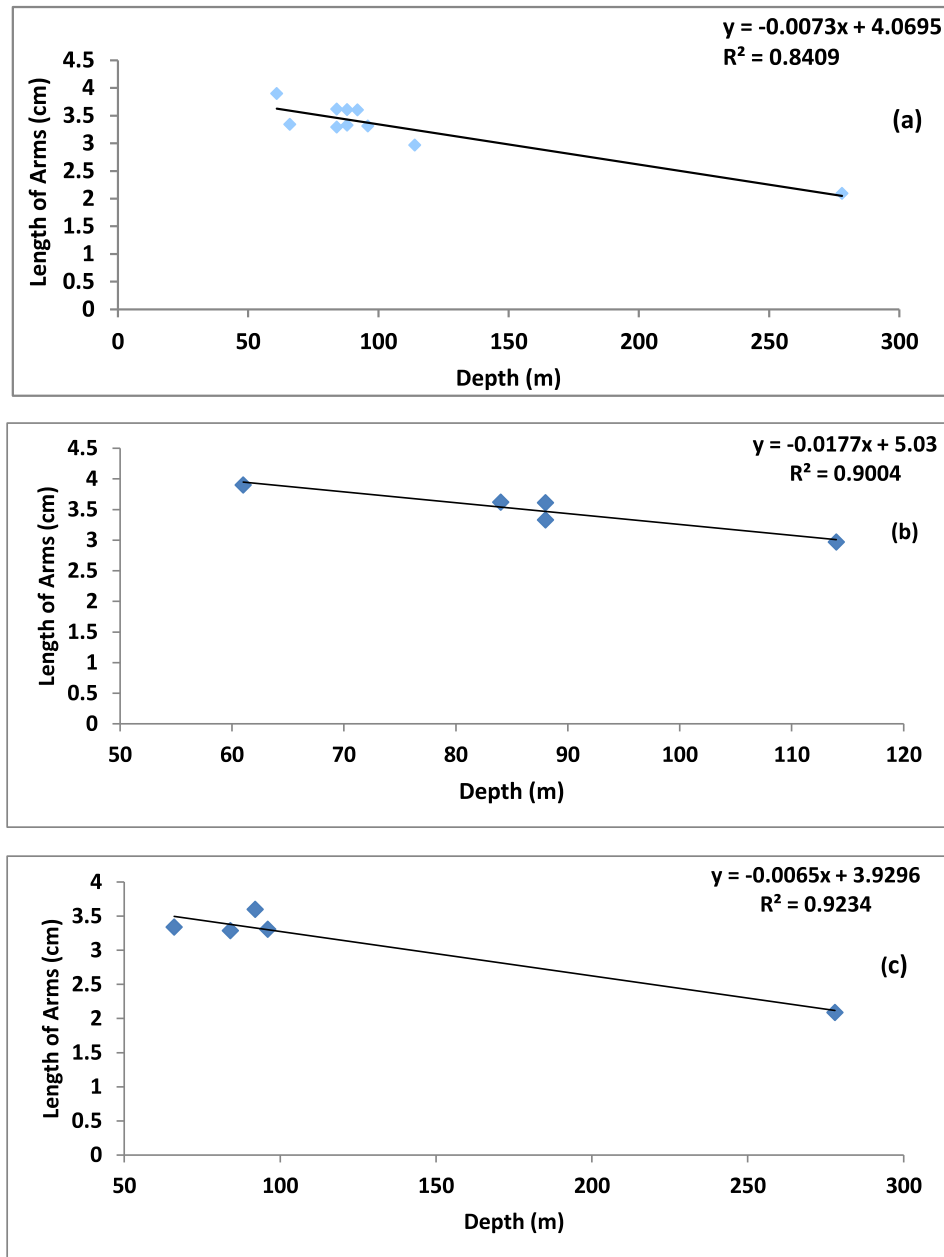 y = -0.0073x + 4.0695
R² = 0.8409
(a)
Length of Arms (cm)
4.5
4
3.5
3
2.5
2
1.5
1
0.5
0
0 50 100 150 200 250 300
Depth (m)
y = -0.0177x + 5.03
R² = 0.9004
(b)
Length of Arms (cm)
4.5
4
3.5
3
2.5
2
1.5
1
0.5
0
50 60 70 80 90 100 110 120
Depth (m)
y = -0.0065x + 3.9296
R² = 0.9234
(c)
Length of Arms (cm)
4
3.5
3
2.5
2
1.5
1
0.5
0
50 100 150 200 250 300
Depth (m)